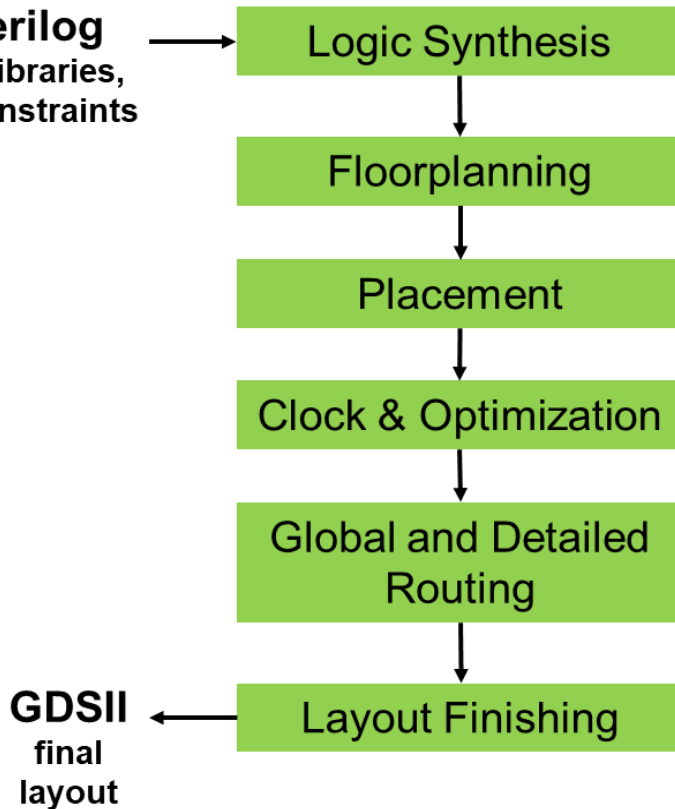 erilog
ibraries,
nstraints
Logic Synthesis
Floorplanning
Placement
Clock & Optimization
Global and Detailed
Routing
Layout Finishing
GDSII
final
layout